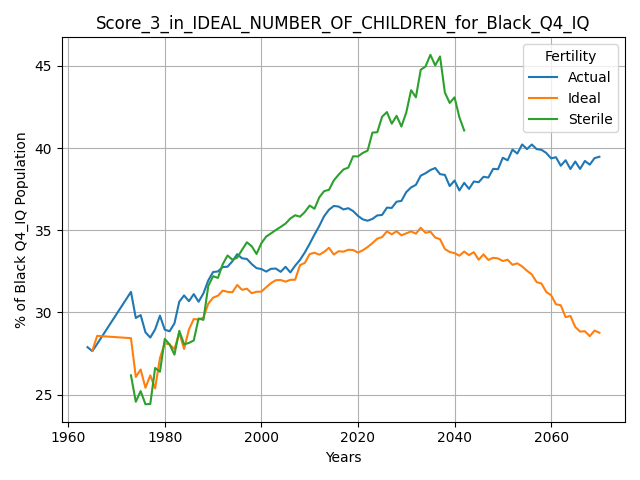 Score_3_in_IDEAL_NUMBER_OF_CHILDREN_for_Black_Q4_IQ
Fertility
Actual
Ideal
Sterile
% of Black Q4_IQ Population
45
40
35
30
25
1960
1980
2000
2020
2040
2060
Years